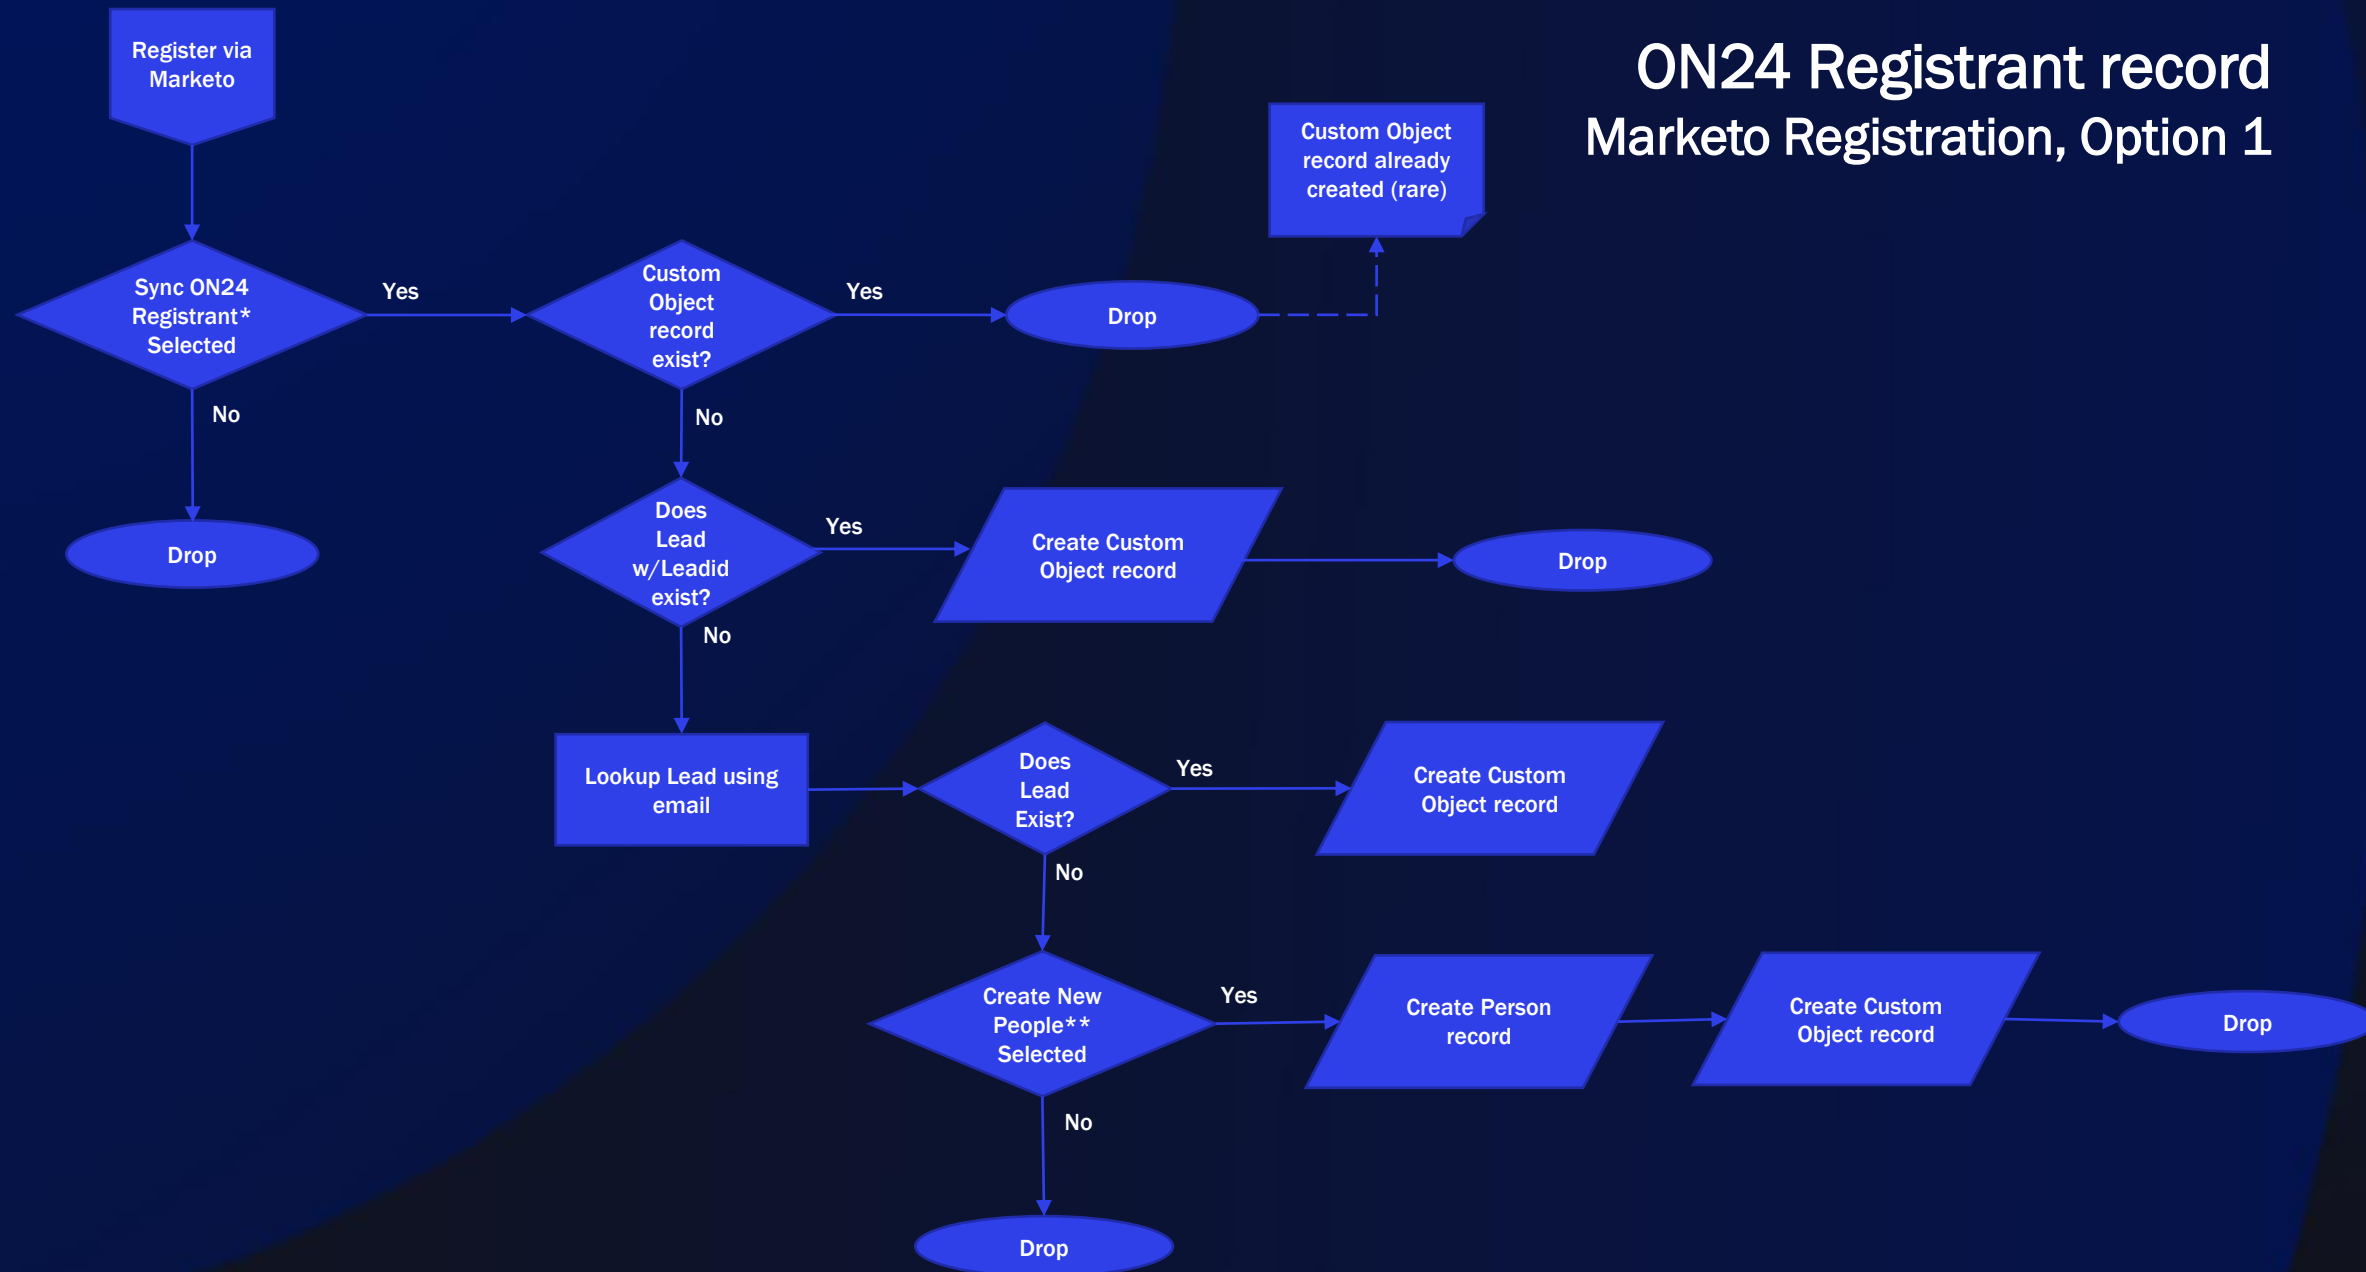 ON24 Registrant record
Marketo Registration, Option 1
Register via
Marketo
Custom Object
record already
created (rare)
Sync ON24
Registrant*
Selected
Yes
Custom
Object
record
exist?
Yes
Drop
No
No
Drop
Does
Lead
w/Leadid
exist?
Yes
Create Custom
Object record
Drop
No
Lookup Lead using
email
Does
Lead
Exist?
Yes
Create Custom
Object record
No
Create New
People**
Selected
Yes
Create Person
record
Create Custom
Object record
Drop
No
Drop